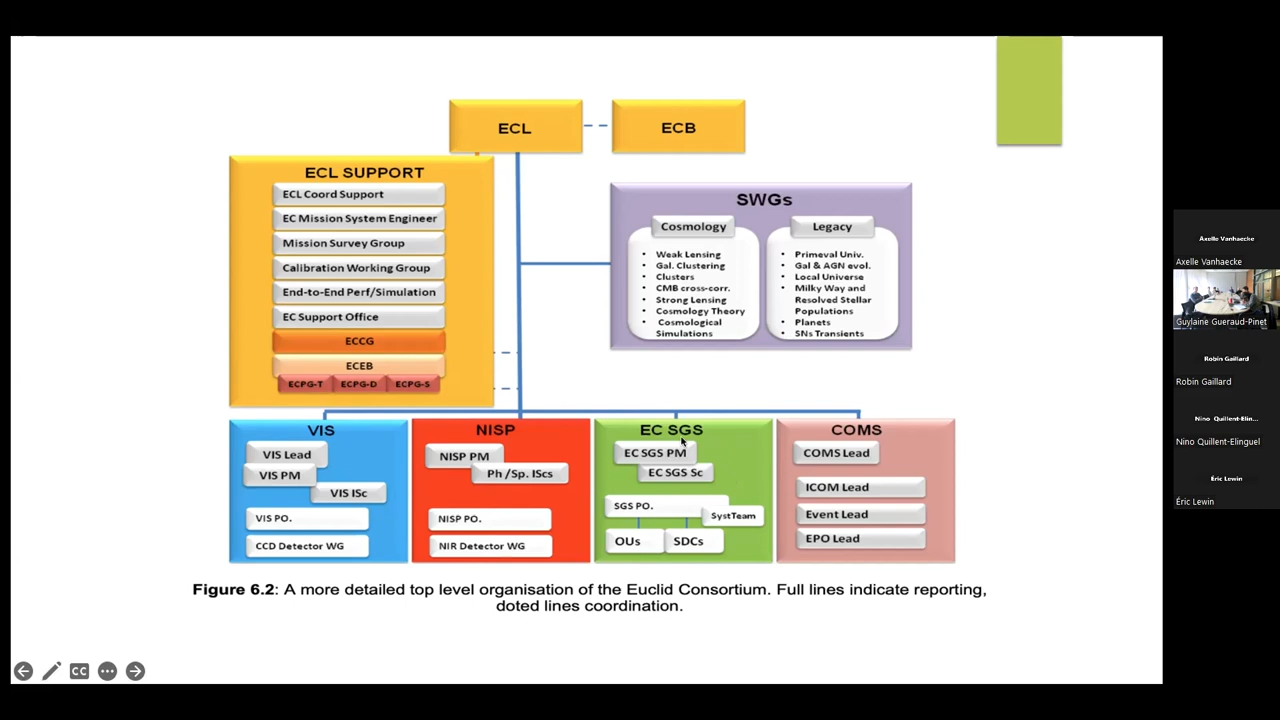 ECL
ECB
ECL SUPPORT
ECL Coord Support
EC Mission System Engineer
Mission Survey Group
Calibration Working Group
End-to-End Perf/Simulation
EC Support Office
ECCG
ECEB
ECPG-T ECPG-D ECPG-S
SWGs
Cosmology
• Weak Lensing
• Gal. Clustering
• Clusters
• CMB cross-corr.
• Strong Lensing
• Cosmology Theory
• Cosmological
Simulations
Legacy
• Primeval Univ.
• Gal & AGN evol.
• Local Universe
• Milky Way and
Resolved Stellar
Populations
• Planets
• SNs Transients
VIS
VIS Lead
VIS PM
VIS ISc
VIS PO.
CCD Detector WG
NISP
NISP PM
Ph /Sp. IScs
NISP PO.
NIR Detector WG
EC SGS
EC SGS PM
EC SGS Sc
SGS PO.
SystTeam
OUs
SDCs
COMS
COMS Lead
ICOM Lead
Event Lead
EPO Lead
Figure 6.2: A more detailed top level organisation of the Euclid Consortium. Full lines indicate reporting,
doted lines coordination.
CC
Axelle Vanhaecke
Axelle Vanhaecke
Guylaine Gueraud-Pinet
Robin Gaillard
Robin Gaillard
Nino Quillent-Elin...
Nino Quillent-Elinguel
Éric Lewin
Éric Lewin